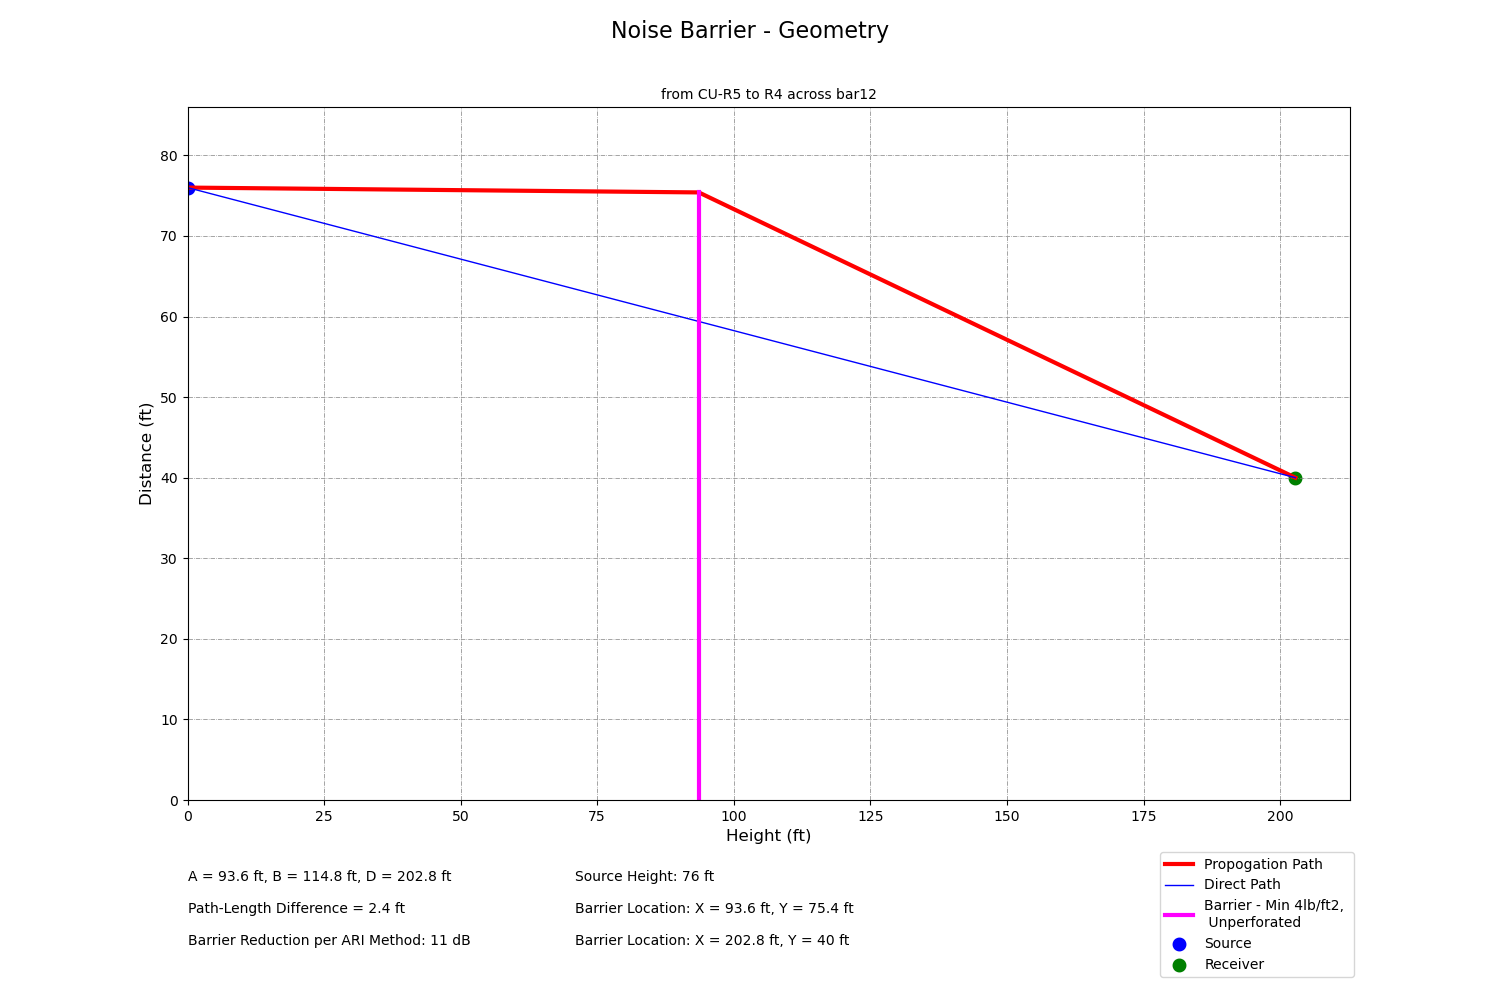 Noise Barrier - Geometry
from CU-R5 to R4 across bar12
80
70
60
50
40
30
20
10
0
Distance (ft)
0 25 50 75 100 125 150 175 200
Height (ft)
A = 93.6 ft, B = 114.8 ft, D = 202.8 ft
Path-Length Difference = 2.4 ft
Barrier Reduction per ARI Method: 11 dB
Source Height: 76 ft
Barrier Location: X = 93.6 ft, Y = 75.4 ft
Barrier Location: X = 202.8 ft, Y = 40 ft
Propogation Path
Direct Path
Barrier - Min 4lb/ft2,
Unperforated
Source
Receiver